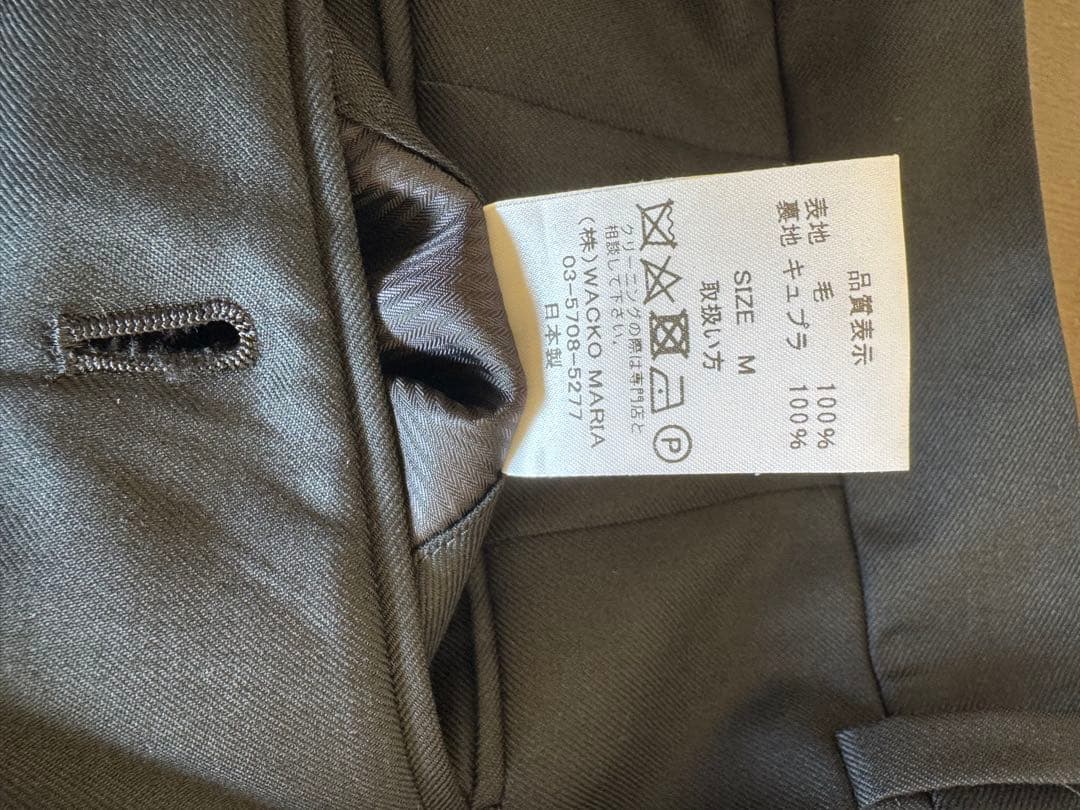 品質表示
表地 毛 100%
裏地 キュプラ 100%
SIZE M
取扱い方
P
クリーニングの際は専門店と
相談して下さい。
(株)WACKO MARIA
03-5708-5277
日本製